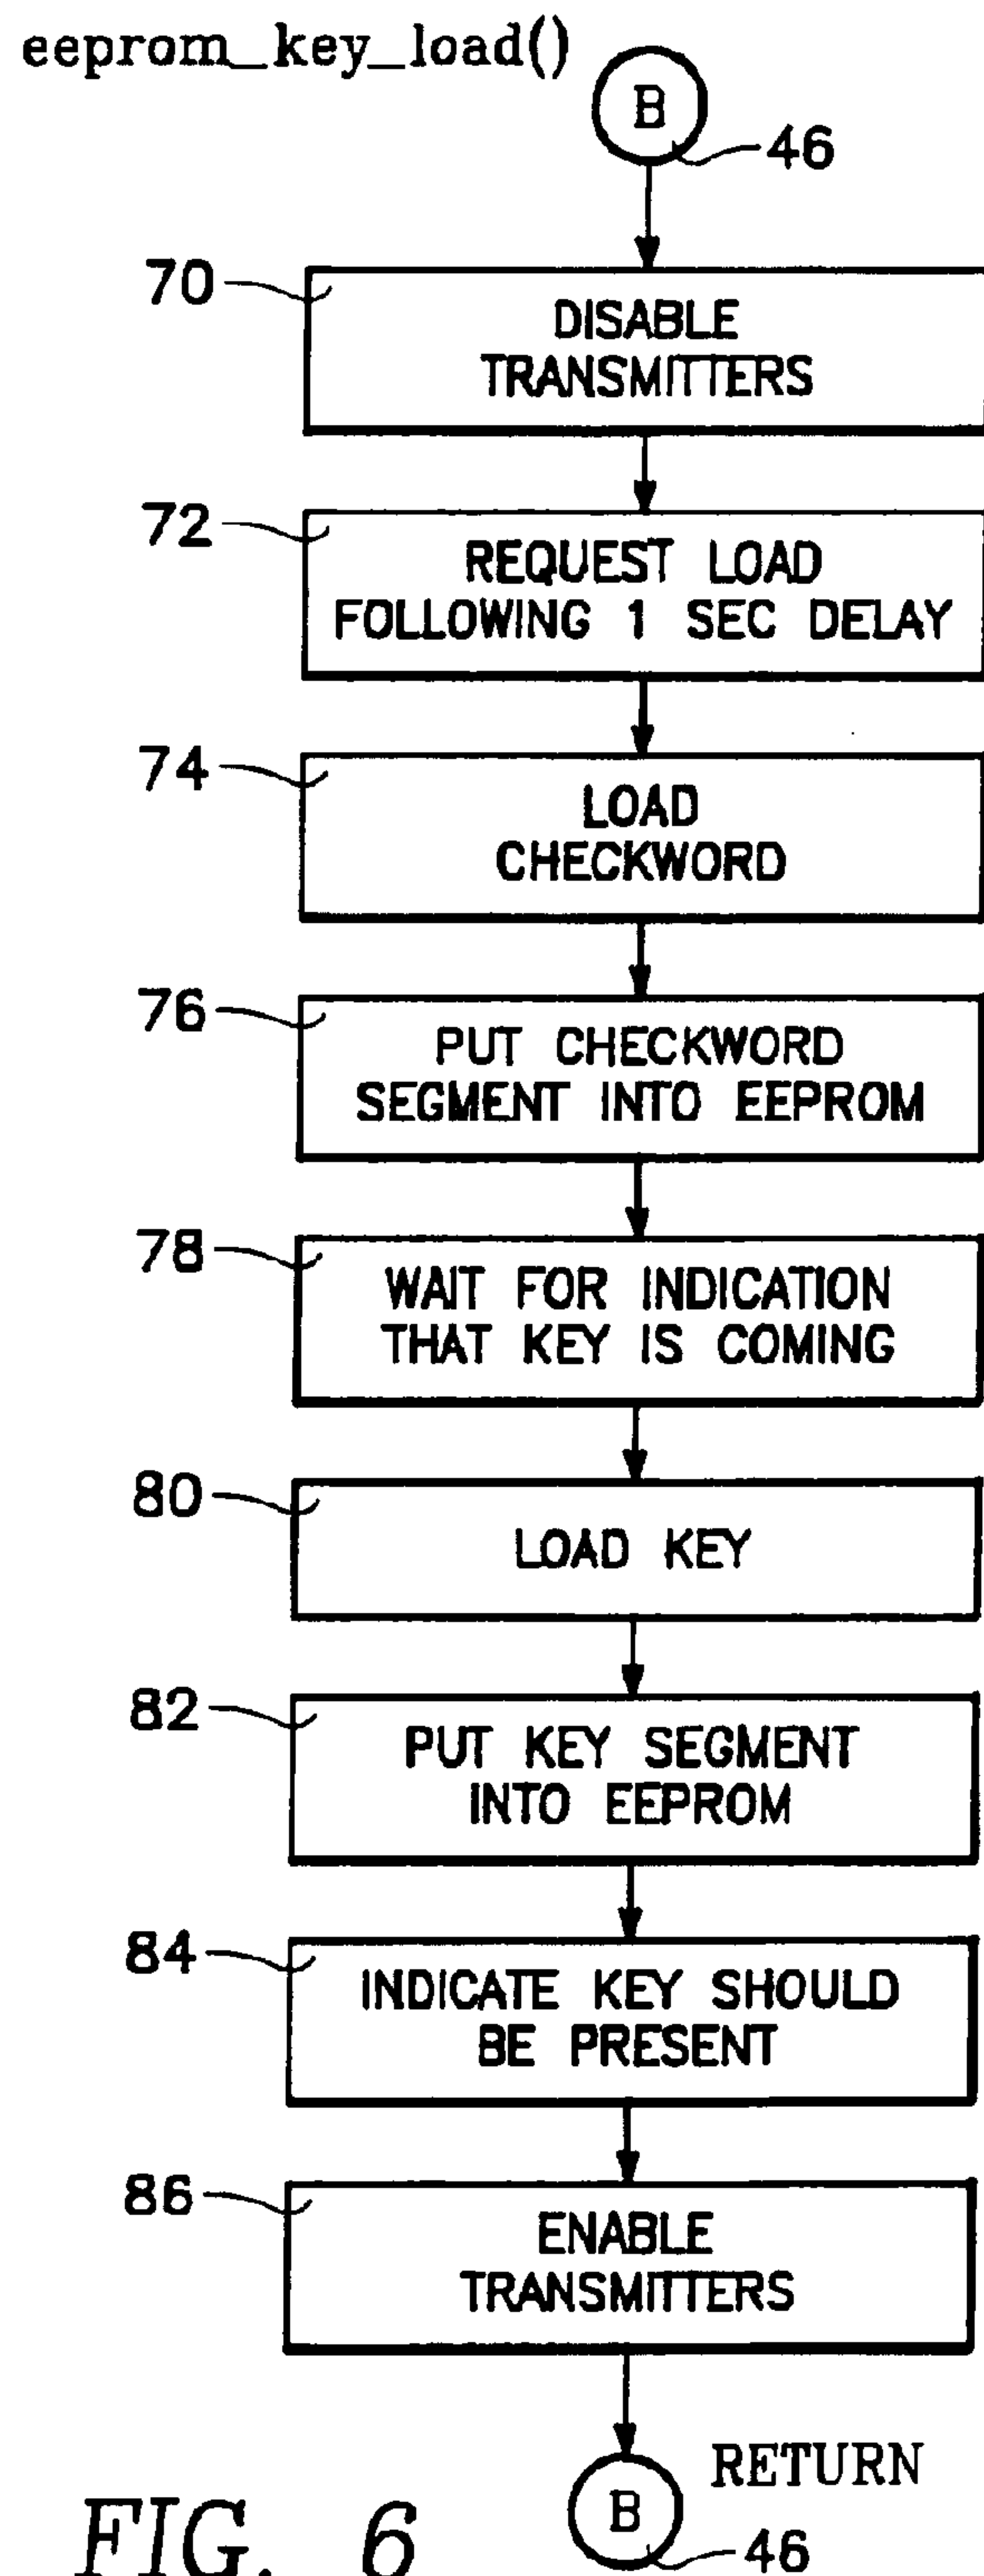 eeprom_key_load()
B
46
70
DISABLE
TRANSMITTERS
72
REQUEST LOAD
FOLLOWING 1 SEC DELAY
74
LOAD
CHECKWORD
76
PUT CHECKWORD
SEGMENT INTO EEPROM
78
WAIT FOR INDICATION
THAT KEY IS COMING
80
LOAD KEY
82
PUT KEY SEGMENT
INTO EEPROM
84
INDICATE KEY SHOULD
BE PRESENT
86
ENABLE
TRANSMITTERS
RETURN
B
46
FIG. 6